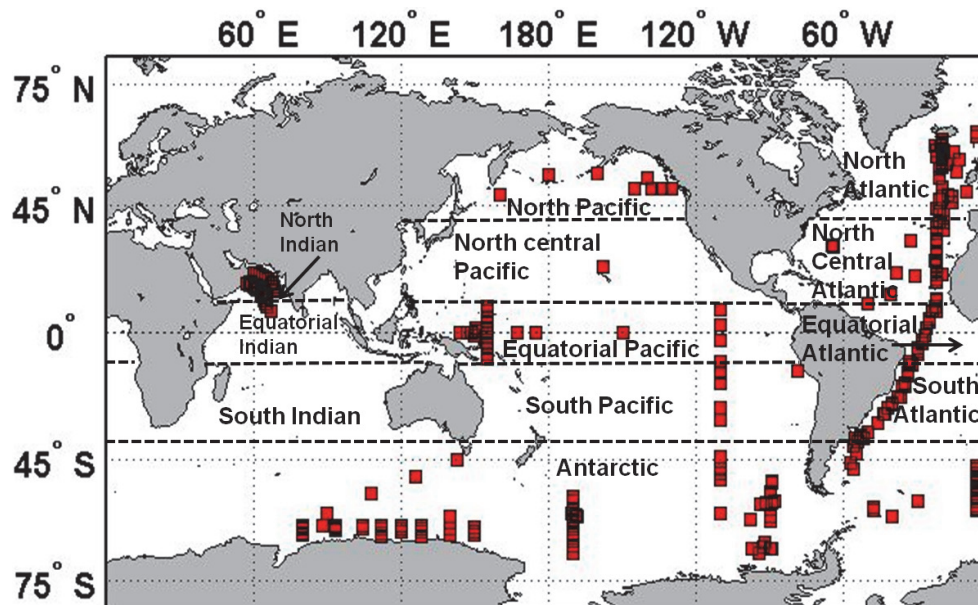 60° E 120° E 180° E 120° W 60° W
75° N
45° N
0°
45° S
75° S
North
Indian
Equatorial
Indian
South Indian
North Pacific
North central
Pacific
Equatorial Pacific
South Pacific
Antarctic
North
Atlantic
North
Central
Atlantic
Equatorial
Atlantic
South
Atlantic